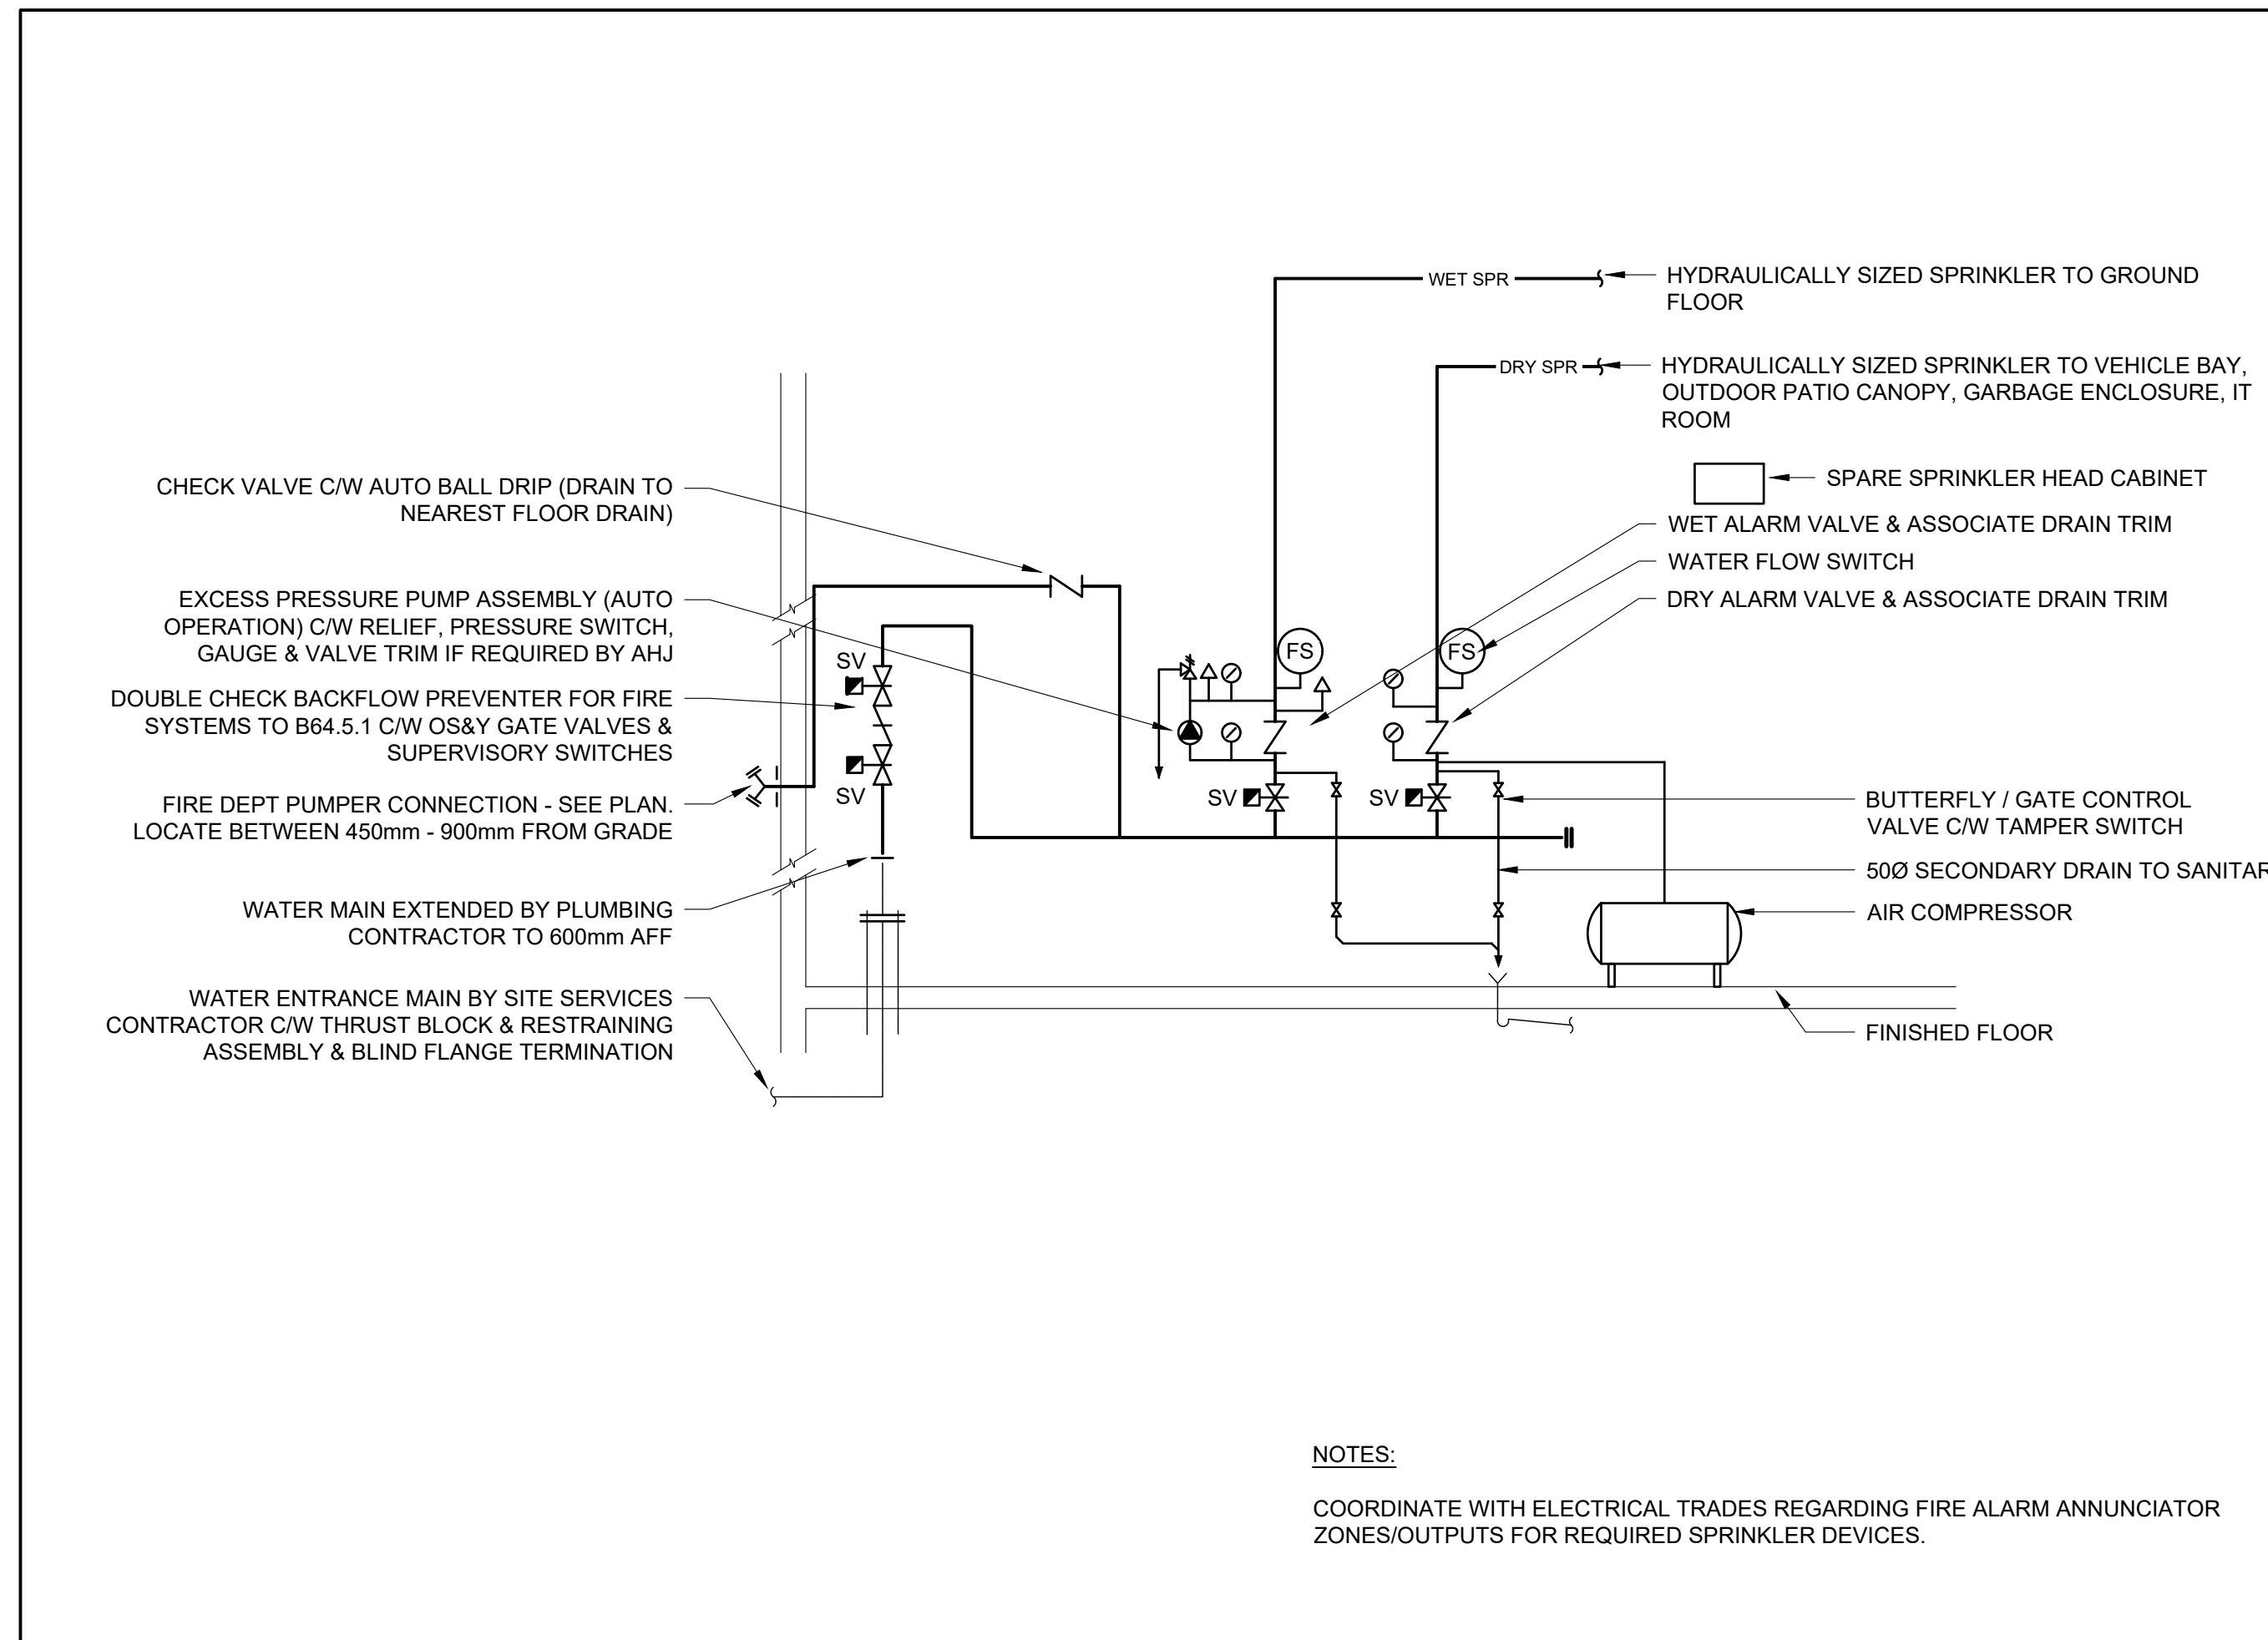 WET SPR
HYDRAULICALLY SIZED SPRINKLER TO GROUND
FLOOR
DRY SPR
HYDRAULICALLY SIZED SPRINKLER TO VEHICLE BAY,
OUTDOOR PATIO CANOPY, GARBAGE ENCLOSURE, IT
ROOM
SPARE SPRINKLER HEAD CABINET
WET ALARM VALVE & ASSOCIATE DRAIN TRIM
WATER FLOW SWITCH
DRY ALARM VALVE & ASSOCIATE DRAIN TRIM
CHECK VALVE C/W AUTO BALL DRIP (DRAIN TO
NEAREST FLOOR DRAIN)
EXCESS PRESSURE PUMP ASSEMBLY (AUTO
OPERATION) C/W RELIEF, PRESSURE SWITCH,
GAUGE & VALVE TRIM IF REQUIRED BY AHJ
DOUBLE CHECK BACKFLOW PREVENTER FOR FIRE
SYSTEMS TO B64.5.1 C/W OS&Y GATE VALVES &
SUPERVISORY SWITCHES
FIRE DEPT PUMPER CONNECTION - SEE PLAN.
LOCATE BETWEEN 450mm - 900mm FROM GRADE
WATER MAIN EXTENDED BY PLUMBING
CONTRACTOR TO 600mm AFF
WATER ENTRANCE MAIN BY SITE SERVICES
CONTRACTOR C/W THRUST BLOCK & RESTRAINING
ASSEMBLY & BLIND FLANGE TERMINATION
SV
SV
FS
FS
SV
SV
BUTTERFLY / GATE CONTROL
VALVE C/W TAMPER SWITCH
50Ø SECONDARY DRAIN TO SANITAR
AIR COMPRESSOR
FINISHED FLOOR
NOTES:
COORDINATE WITH ELECTRICAL TRADES REGARDING FIRE ALARM ANNUNCIATOR
ZONES/OUTPUTS FOR REQUIRED SPRINKLER DEVICES.